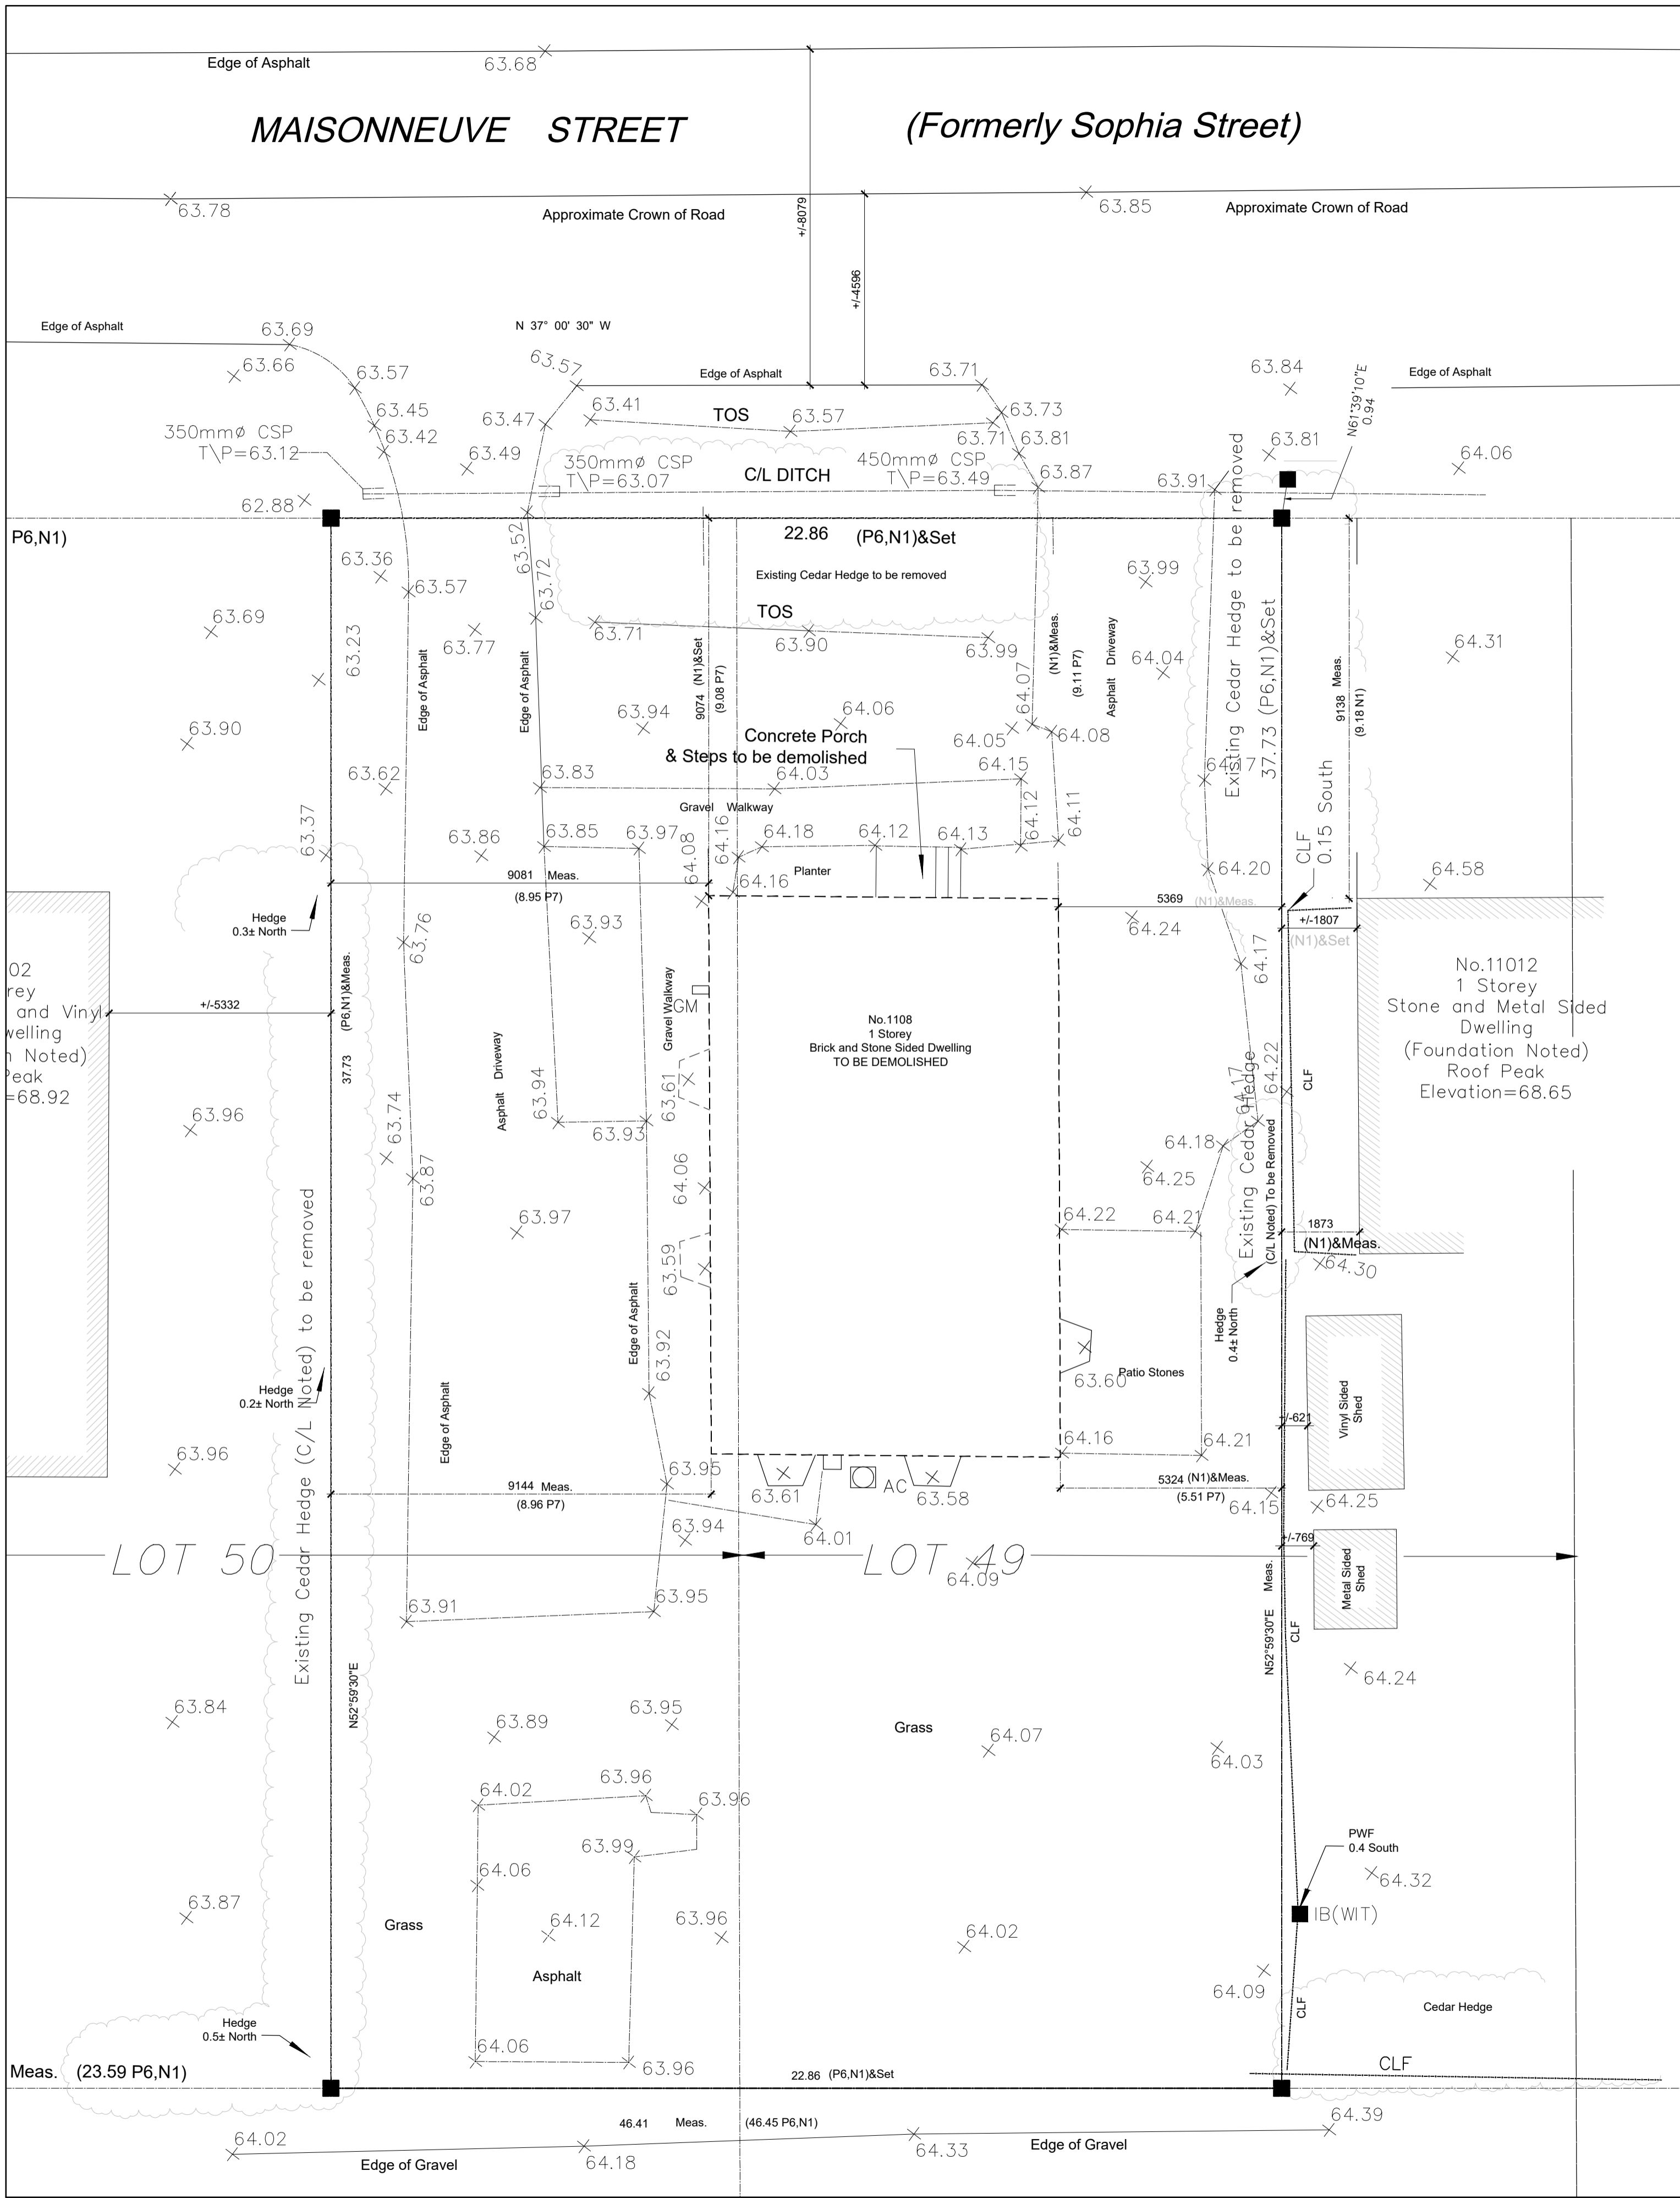 Edge of Asphalt
63.68
MAISONNEUVE STREET
(Formerly Sophia Street)
63.78
Approximate Crown of Road
+/-8079
63.85
Approximate Crown of Road
+/-4596
Edge of Asphalt
63.69
N 37° 00' 30" W
63.66
63.57
63.57
Edge of Asphalt
63.71
63.84
N61°39'10"E
0.94
Edge of Asphalt
63.45
63.47
63.41
TOS
63.57
63.73
63.42
350mmø CSP
T\P=63.12
63.49
63.71
63.81
63.81
64.06
350mmø CSP
T\P=63.07
C/L DITCH
450mmø CSP
T\P=63.49
63.87
63.91
62.88
P6,N1)
63.52
22.86 (P6,N1)&Set
63.36
63.57
63.72
Existing Cedar Hedge to be removed
63.99
Existing Cedar Hedge to be removed
37.73 (P6,N1)&Set
TOS
63.69
63.23
63.77
63.71
63.90
63.99
64.31
Edge of Asphalt
Edge of Asphalt
9074 (N1)&Set
(9.08 P7)
(N1)&Meas.
(9.11 P7)
Asphalt Driveway
64.04
64.07
9138 Meas.
(9.18 N1)
63.90
63.94
64.06
64.05
64.08
Concrete Porch
& Steps to be demolished
63.62
63.83
64.03
64.15
64.17
Gravel Walkway
63.37
63.86
63.85
63.97
64.08
64.16
64.18
64.12
64.13
64.12
64.11
CLF
0.15 South
9081 Meas.
(8.95 P7)
64.16
Planter
64.20
64.58
Hedge
0.3± North
63.93
5369 (N1)&Meas.
64.24
+/-1807
(N1)&Set
63.76
64.17
02
rey
and Vinyl
welling
n Noted)
Peak
=68.92
+/-5332
37.73 (P6,N1)&Meas.
Gravel Walkway
GM
No.1108
1 Storey
Brick and Stone Sided Dwelling
TO BE DEMOLISHED
No.11012
1 Storey
Stone and Metal Sided
Dwelling
(Foundation Noted)
Roof Peak
Elevation=68.65
Asphalt Driveway
63.94
63.61
64.22
64.17
CLF
63.96
63.74
63.93
64.18
Existing Cedar Hedge
(C/L Noted) To be Removed
63.87
64.06
64.25
63.97
64.22
64.21
1873
(N1)&Meas.
64.30
63.59
Existing Cedar Hedge (C/L Noted) to be removed
Edge of Asphalt
Hedge
0.4± North
63.92
63.60
Patio Stones
Hedge
0.2± North
Edge of Asphalt
Vinyl Sided
Shed
+/-621
63.96
63.95
64.16
64.21
9144 Meas.
(8.96 P7)
63.61
AC
63.58
5324 (N1)&Meas.
(5.51 P7)
64.15
64.25
63.94
64.01
+/-769
LOT 50
LOT 49
64.09
Metal Sided
Shed
63.91
63.95
N52°59'30"E Meas.
CLF
N52°59'30"E
64.24
63.84
63.89
63.95
Grass
64.07
64.03
64.02
63.96
63.96
63.99
PWF
0.4 South
64.06
64.32
63.87
Grass
64.12
63.96
64.02
IB(WIT)
Asphalt
64.09
CLF
Cedar Hedge
Hedge
0.5± North
64.06
63.96
CLF
Meas. (23.59 P6,N1)
22.86 (P6,N1)&Set
46.41 Meas. (46.45 P6,N1)
64.39
64.02
64.18
64.33
Edge of Gravel
Edge of Gravel